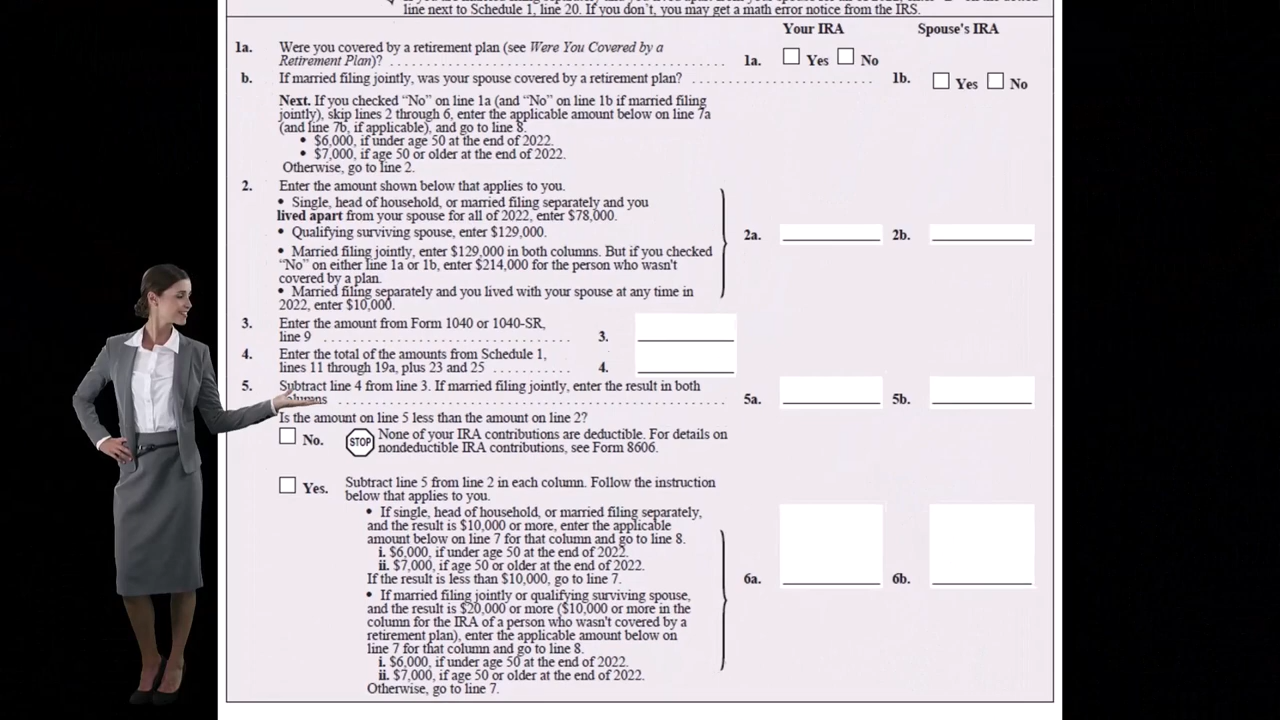 line next to Schedule 1, line 20. If you don't, you may get a math error notice from the IRS.
Your IRA Spouse's IRA
1a. Were you covered by a retirement plan (see Were You Covered by a
Retirement Plan)? 1a. Yes No
b. If married filing jointly, was your spouse covered by a retirement plan? 1b. Yes No
Next. If you checked “No” on line 1a (and “No” on line 1b if married filing
jointly), skip lines 2 through 6, enter the applicable amount below on line 7a
(and line 7b, if applicable), and go to line 8.
• $6,000, if under age 50 at the end of 2022.
• $7,000, if age 50 or older at the end of 2022.
Otherwise, go to line 2.
2. Enter the amount shown below that applies to you.
• Single, head of household, or married filing separately and you
lived apart from your spouse for all of 2022, enter $78,000.
• Qualifying surviving spouse, enter $129,000.
2a. 2b.
• Married filing jointly, enter $129,000 in both columns. But if you checked
“No” on either line 1a or 1b, enter $214,000 for the person who wasn't
covered by a plan.
• Married filing separately and you lived with your spouse at any time in
2022, enter $10,000.
3. Enter the amount from Form 1040 or 1040-SR,
line 9 3.
4. Enter the total of the amounts from Schedule 1,
lines 11 through 19a, plus 23 and 25 4.
5. Subtract line 4 from line 3. If married filing jointly, enter the result in both
5a. 5b.
Is the amount on line 5 less than the amount on line 2?
No. STOP None of your IRA contributions are deductible. For details on
nondeductible IRA contributions, see Form 8606.
Yes. Subtract line 5 from line 2 in each column. Follow the instruction
below that applies to you.
• If single, head of household, or married filing separately,
and the result is $10,000 or more, enter the applicable
amount below on line 7 for that column and go to line 8.
i. $6,000, if under age 50 at the end of 2022.
ii. $7,000, if age 50 or older at the end of 2022.
If the result is less than $10,000, go to line 7. 6a. 6b.
• If married filing jointly or qualifying surviving spouse,
and the result is $20,000 or more ($10,000 or more in the
column for the IRA of a person who wasn't covered by a
retirement plan), enter the applicable amount below on
line 7 for that column and go to line 8.
i. $6,000, if under age 50 at the end of 2022.
ii. $7,000, if age 50 or older at the end of 2022.
Otherwise, go to line 7.